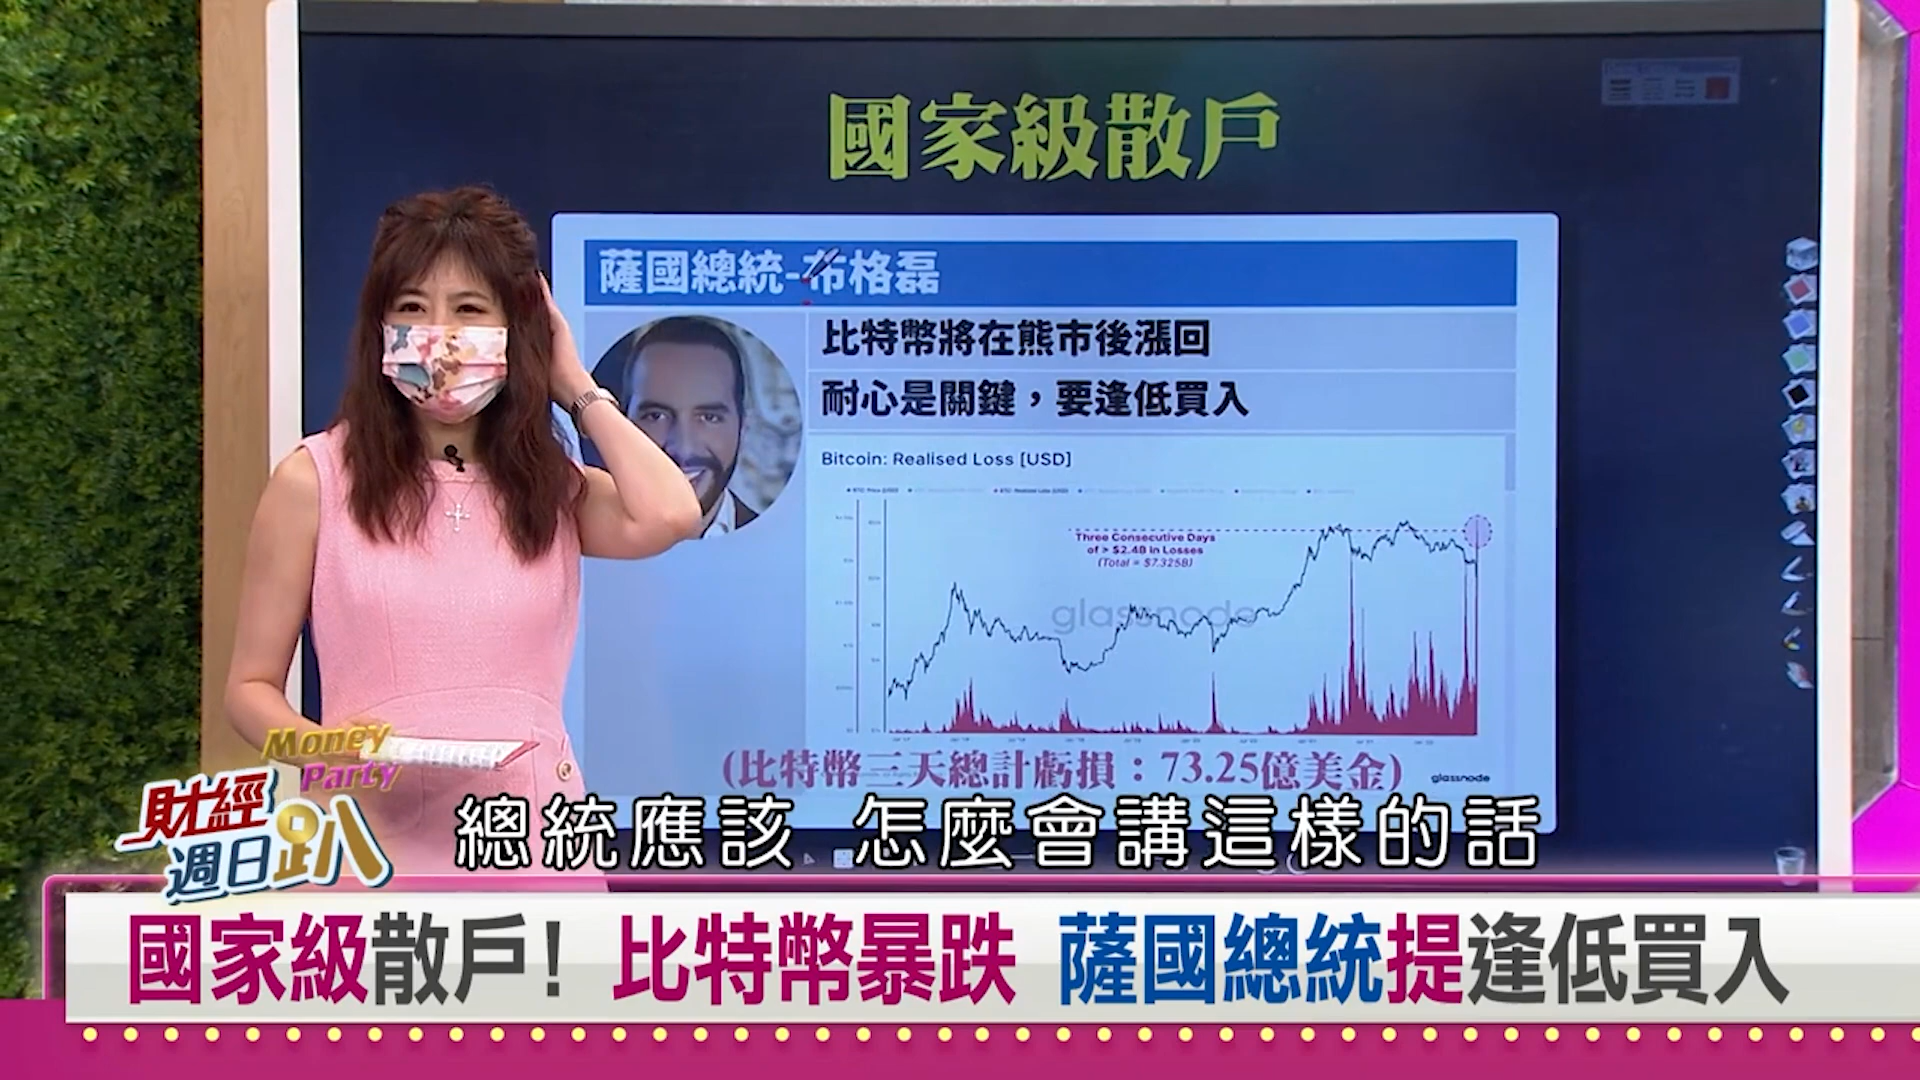 國家級散戶
薩國總統-布格磊
比特幣將在熊市後漲回
耐心是關鍵，要逢低買入
Bitcoin: Realised Loss [USD]
Three Consecutive Days
of > $2.4B in Losses
(Total = $7.325B)
glassnode
(比特幣三天總計虧損：73.25億美金)
glassnode
Money
Party
財經
週日趴
總統應該 怎麼會講這樣的話
國家級散戶! 比特幣暴跌 薩國總統提逢低買入